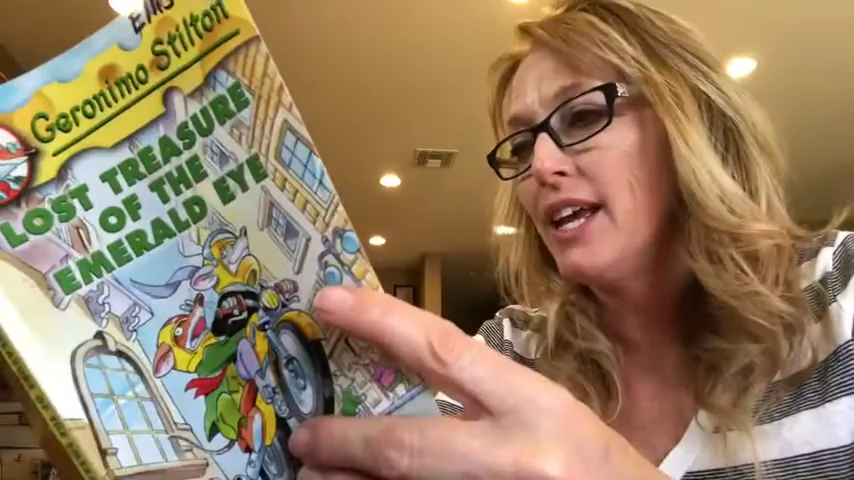 Geronimo Stilton
LOST TREASURE
OF THE
EMERALD EYE